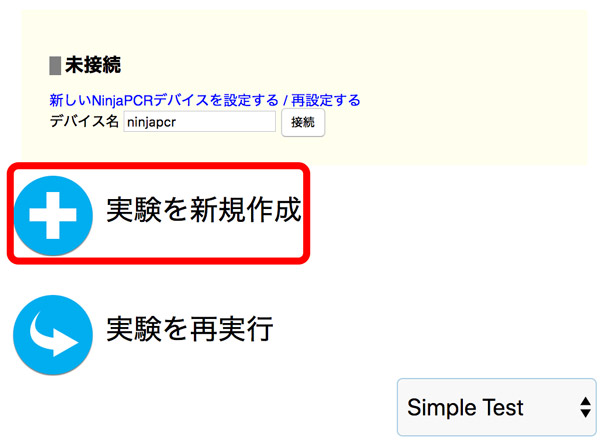 未接続
新しいNinjaPCRデバイスを設定する / 再設定する
デバイス名 ninjapcr 接続
実験を新規作成
実験を再実行
Simple Test